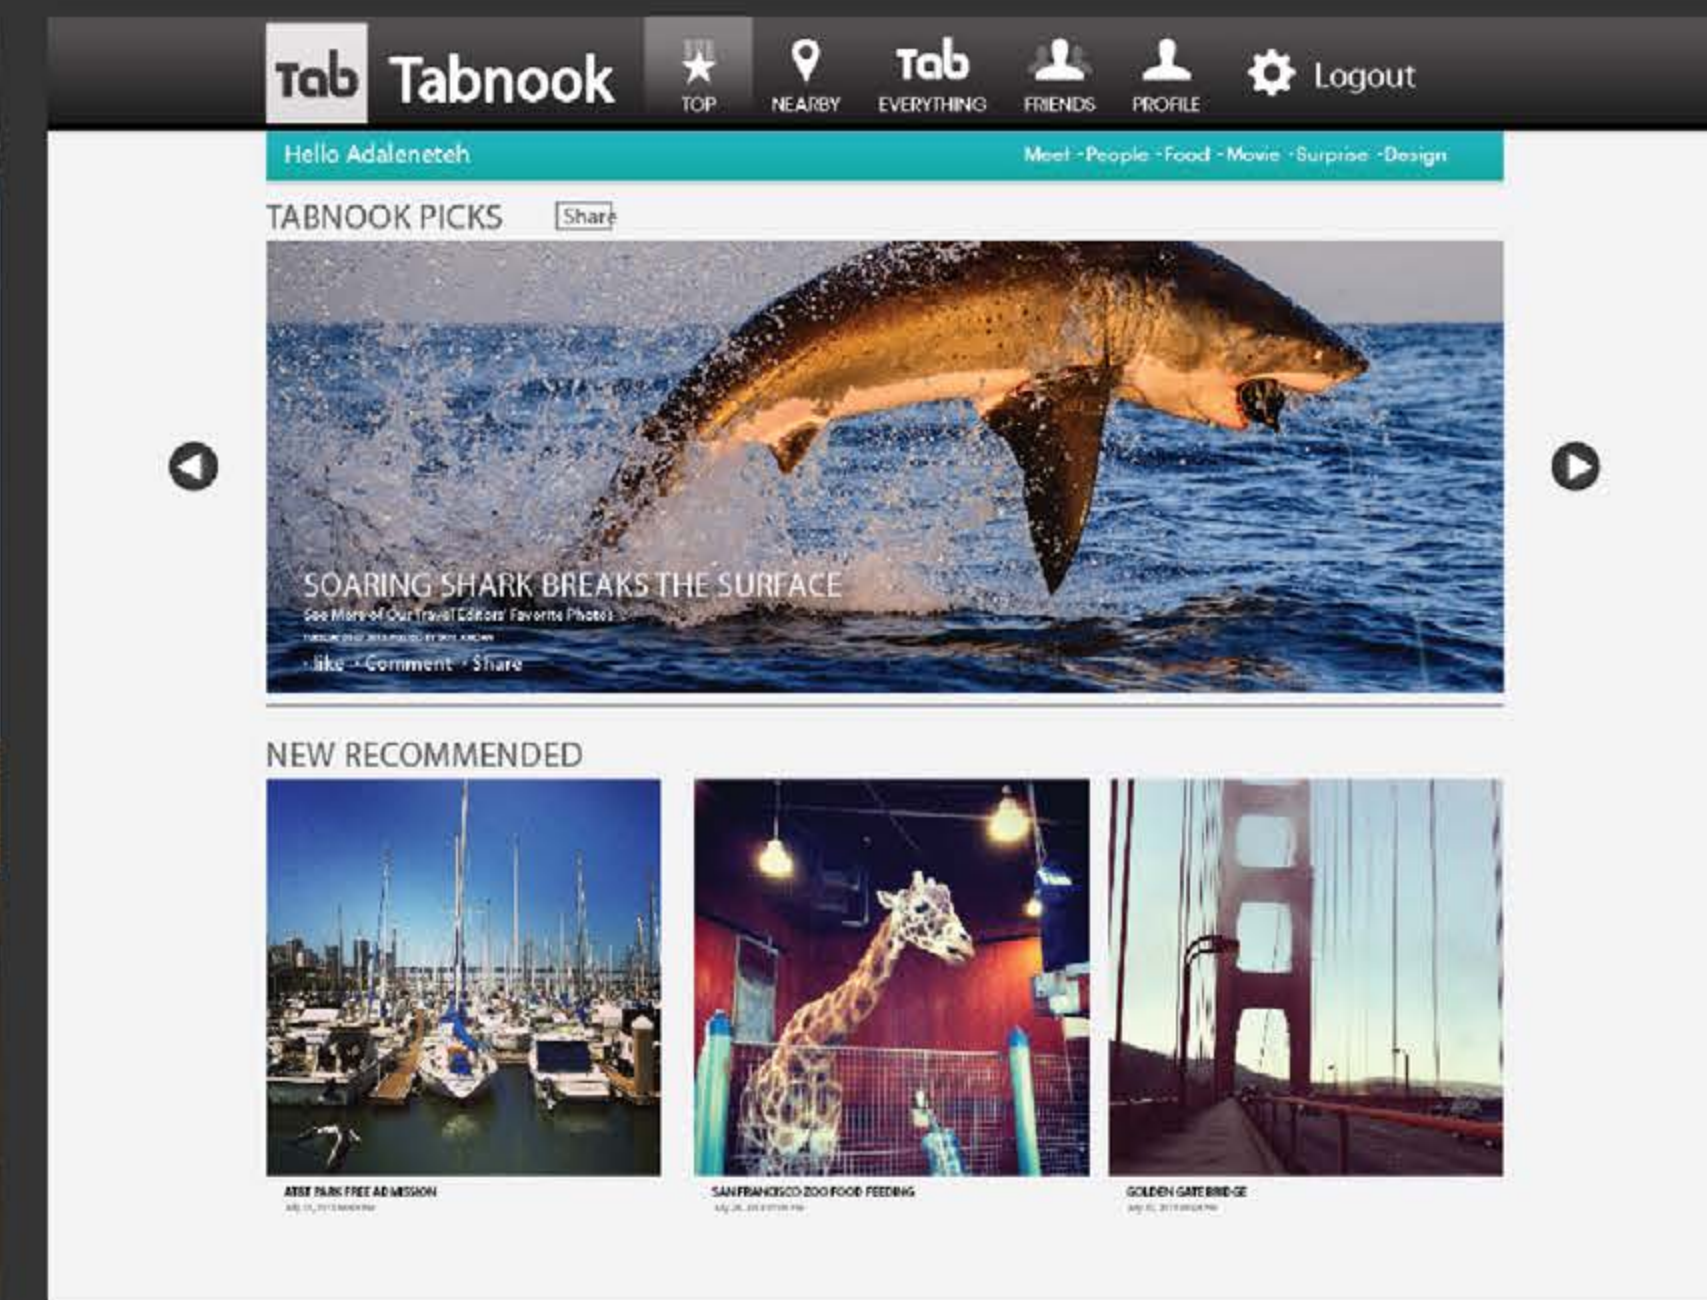 Tab Tabnook TOP NEARBY Tab EVERYTHING FRIENDS PROFILE Logout
Hello Adaleneteh Meet -People -Food -Movie -Surprise -Design
TABNOOK PICKS Share
SOARING SHARK BREAKS THE SURFACE
See More of Our Travel Editors' Favorite Photos
· like · Comment · Share
NEW RECOMMENDED
AT&T PARK FREE ADMISSION SAN FRANCISCO ZOO FOOD FEEDING GOLDEN GATE BRIDGE